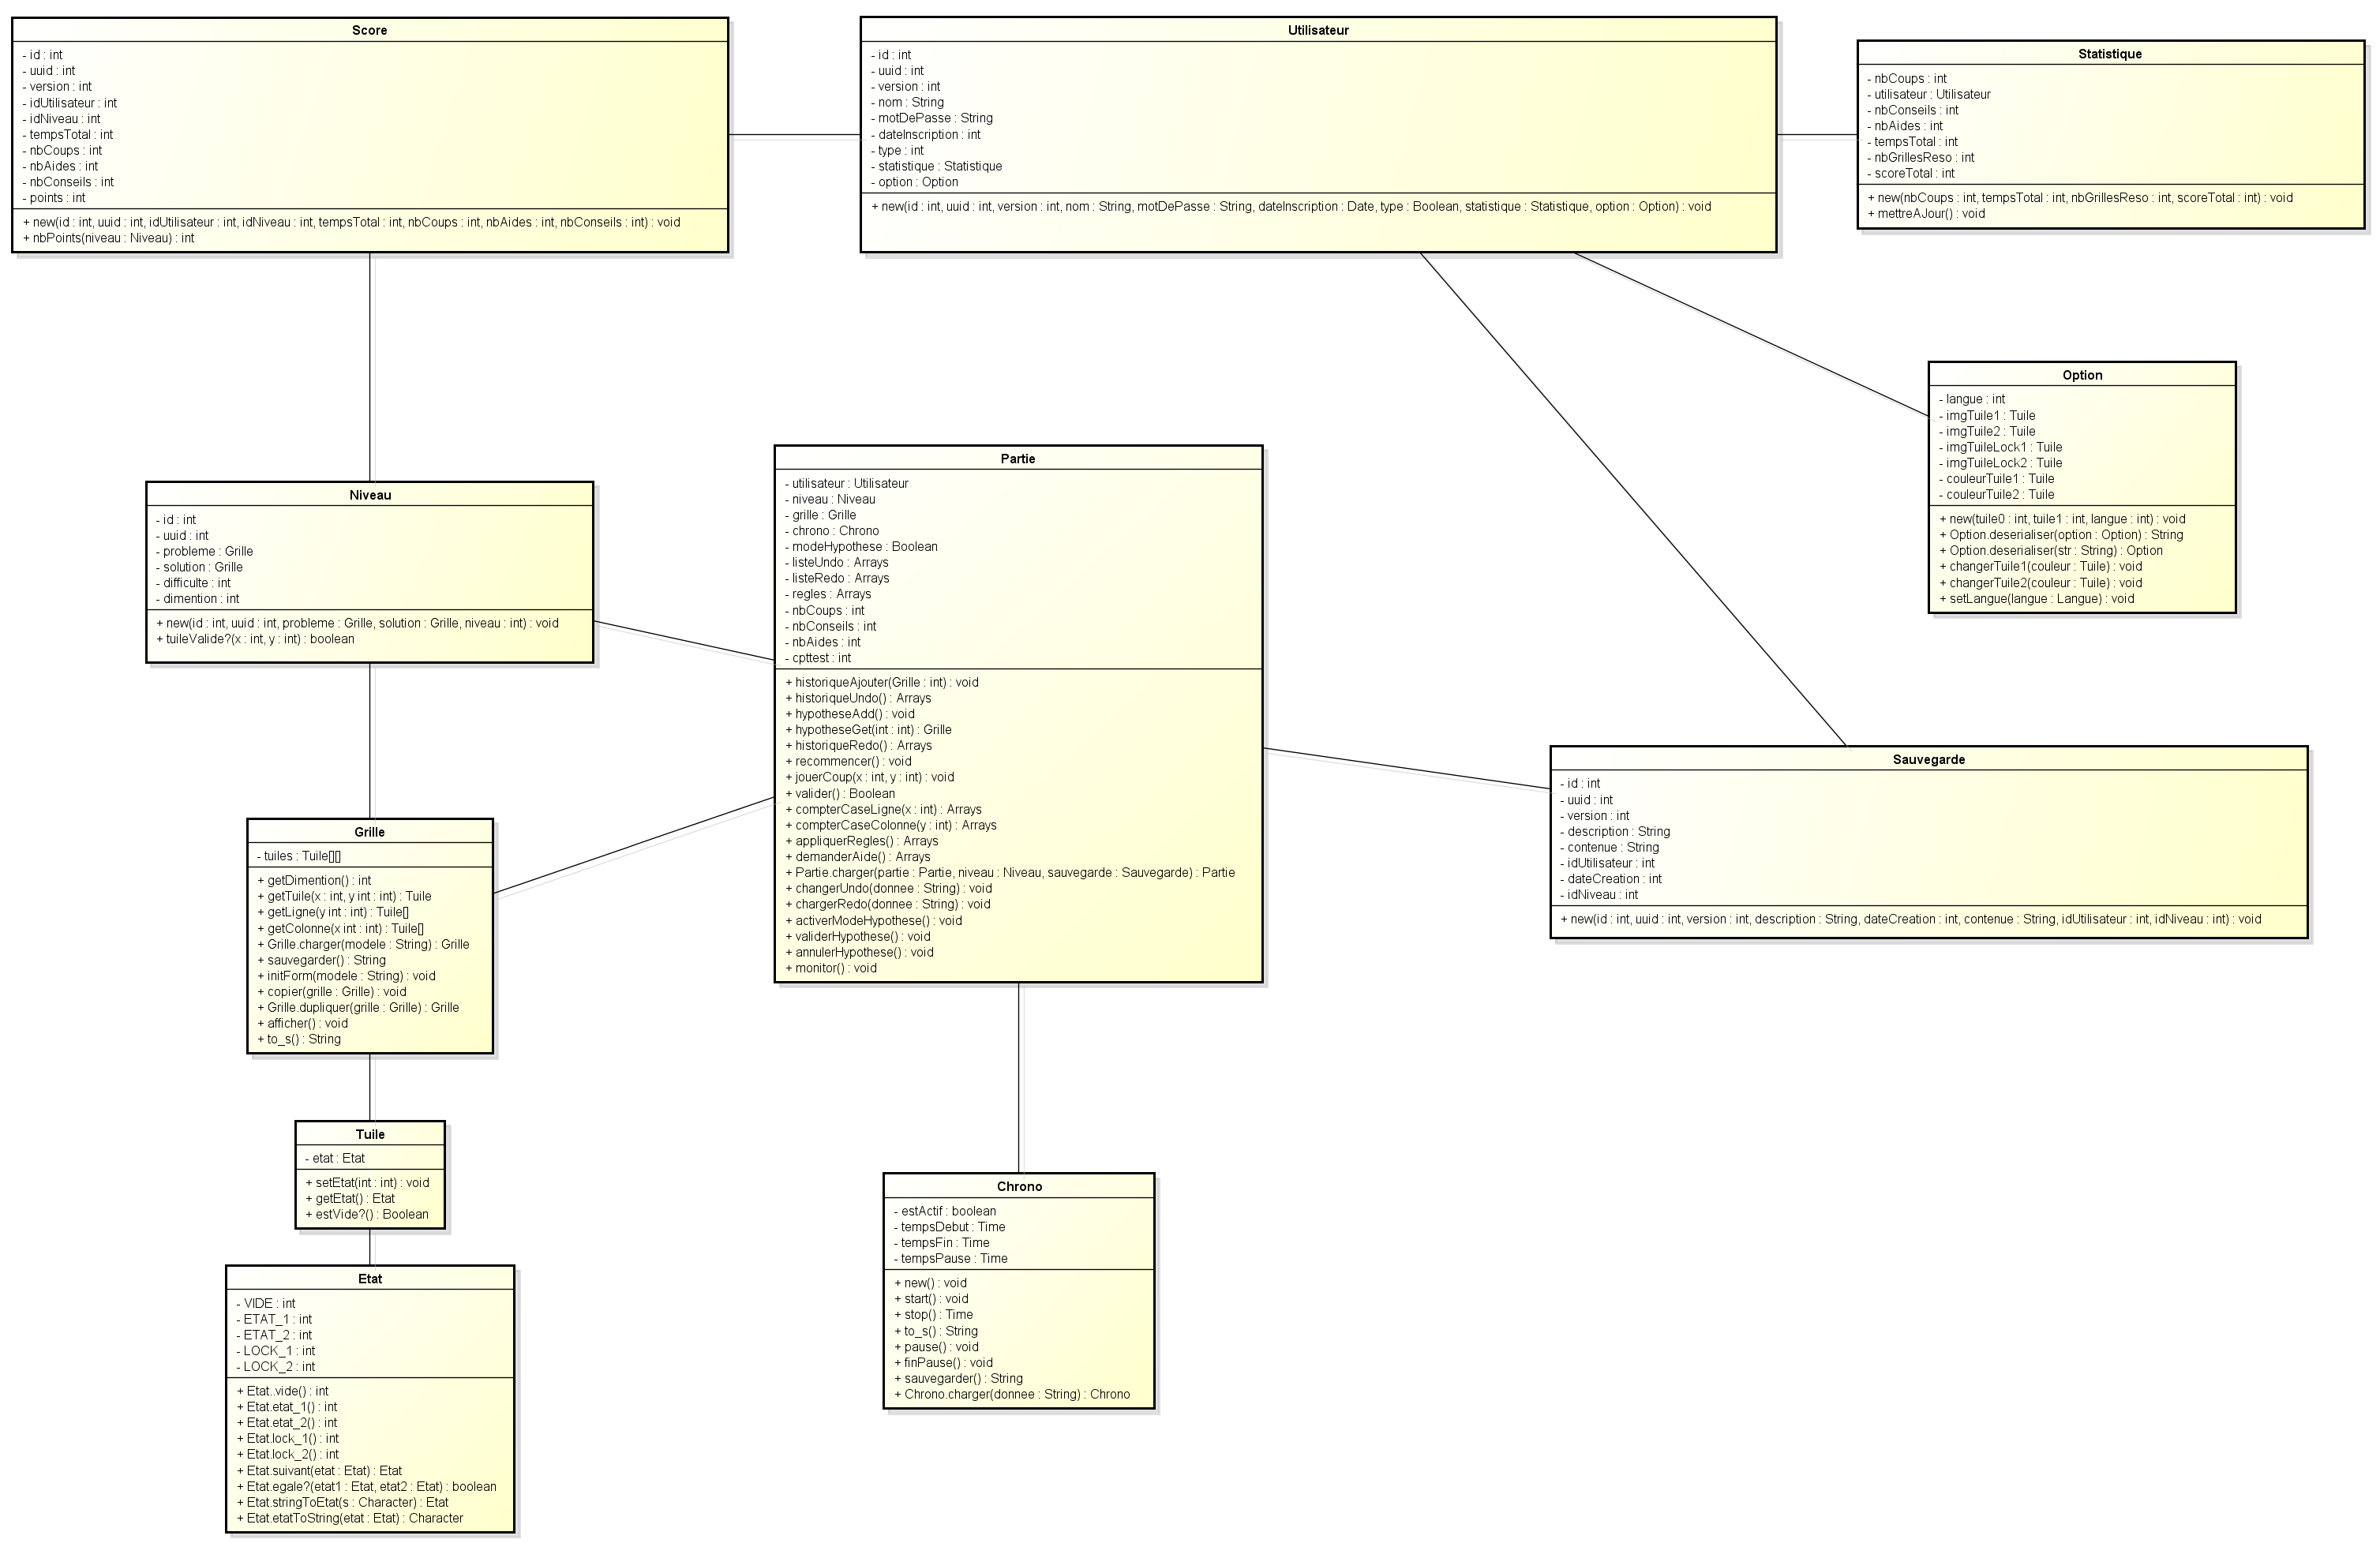 Score
- id : int
- uuid : int
- version : int
- idUtilisateur : int
- idNiveau : int
- tempsTotal : int
- nbCoups : int
- nbAides : int
- nbConseils : int
- points : int
+ new(id : int, uuid : int, idUtilisateur : int, idNiveau : int, tempsTotal : int, nbCoups : int, nbAides : int, nbConseils : int) : void
+ nbPoints(niveau : Niveau) : int
Utilisateur
- id : int
- uuid : int
- version : int
- nom : String
- motDePasse : String
- dateInscription : int
- type : int
- statistique : Statistique
- option : Option
+ new(id : int, uuid : int, version : int, nom : String, motDePasse : String, dateInscription : Date, type : Boolean, statistique : Statistique, option : Option) : void
Statistique
- nbCoups : int
- utilisateur : Utilisateur
- nbConseils : int
- nbAides : int
- tempsTotal : int
- nbGrillesReso : int
- scoreTotal : int
+ new(nbCoups : int, tempsTotal : int, nbGrillesReso : int, scoreTotal : int) : void
+ mettreAJour() : void
Option
- langue : int
- imgTuile1 : Tuile
- imgTuile2 : Tuile
- imgTuileLock1 : Tuile
- imgTuileLock2 : Tuile
- couleurTuile1 : Tuile
- couleurTuile2 : Tuile
+ new(tuile0 : int, tuile1 : int, langue : int) : void
+ Option.deserialiser(option : Option) : String
+ Option.deserialiser(str : String) : Option
+ changerTuile1(couleur : Tuile) : void
+ changerTuile2(couleur : Tuile) : void
+ setLangue(langue : Langue) : void
Niveau
- id : int
- uuid : int
- probleme : Grille
- solution : Grille
- difficulte : int
- dimention : int
+ new(id : int, uuid : int, probleme : Grille, solution : Grille, niveau : int) : void
+ tuileValide?(x : int, y : int) : boolean
Partie
- utilisateur : Utilisateur
- niveau : Niveau
- grille : Grille
- chrono : Chrono
- modeHypothese : Boolean
- listeUndo : Arrays
- listeRedo : Arrays
- regles : Arrays
- nbCoups : int
- nbConseils : int
- nbAides : int
- cpttest : int
+ historiqueAjouter(Grille : int) : void
+ historiqueUndo() : Arrays
+ hypotheseAdd() : void
+ hypotheseGet(int : int) : Grille
+ historiqueRedo() : Arrays
+ recommencer() : void
+ jouerCoup(x : int, y : int) : void
+ valider() : Boolean
+ compterCaseLigne(x : int) : Arrays
+ compterCaseColonne(y : int) : Arrays
+ appliquerRegles() : Arrays
+ demanderAide() : Arrays
+ Partie.charger(partie : Partie, niveau : Niveau, sauvegarde : Sauvegarde) : Partie
+ changerUndo(donnee : String) : void
+ chargerRedo(donnee : String) : void
+ activerModeHypothese() : void
+ validerHypothese() : void
+ annulerHypothese() : void
+ monitor() : void
Sauvegarde
- id : int
- uuid : int
- version : int
- description : String
- contenue : String
- idUtilisateur : int
- dateCreation : int
- idNiveau : int
+ new(id : int, uuid : int, version : int, description : String, dateCreation : int, contenue : String, idUtilisateur : int, idNiveau : int) : void
Grille
- tuiles : Tuile[][]
+ getDimention() : int
+ getTuile(x : int, y int : int) : Tuile
+ getLigne(y int : int) : Tuile[]
+ getColonne(x int : int) : Tuile[]
+ Grille.charger(modele : String) : Grille
+ sauvegarder() : String
+ initForm(modele : String) : void
+ copier(grille : Grille) : void
+ Grille.dupliquer(grille : Grille) : Grille
+ afficher() : void
+ to_s() : String
Tuile
- etat : Etat
+ setEtat(int : int) : void
+ getEtat() : Etat
+ estVide?() : Boolean
Chrono
- estActif : boolean
- tempsDebut : Time
- tempsFin : Time
- tempsPause : Time
+ new() : void
+ start() : void
+ stop() : Time
+ to_s() : String
+ pause() : void
+ finPause() : void
+ sauvegarder() : String
+ Chrono.charger(donnee : String) : Chrono
Etat
- VIDE : int
- ETAT_1 : int
- ETAT_2 : int
- LOCK_1 : int
- LOCK_2 : int
+ Etat..vide() : int
+ Etat.etat_1() : int
+ Etat.etat_2() : int
+ Etat.lock_1() : int
+ Etat.lock_2() : int
+ Etat.suivant(etat : Etat) : Etat
+ Etat.egale?(etat1 : Etat, etat2 : Etat) : boolean
+ Etat.stringToEtat(s : Character) : Etat
+ Etat.etatToString(etat : Etat) : Character